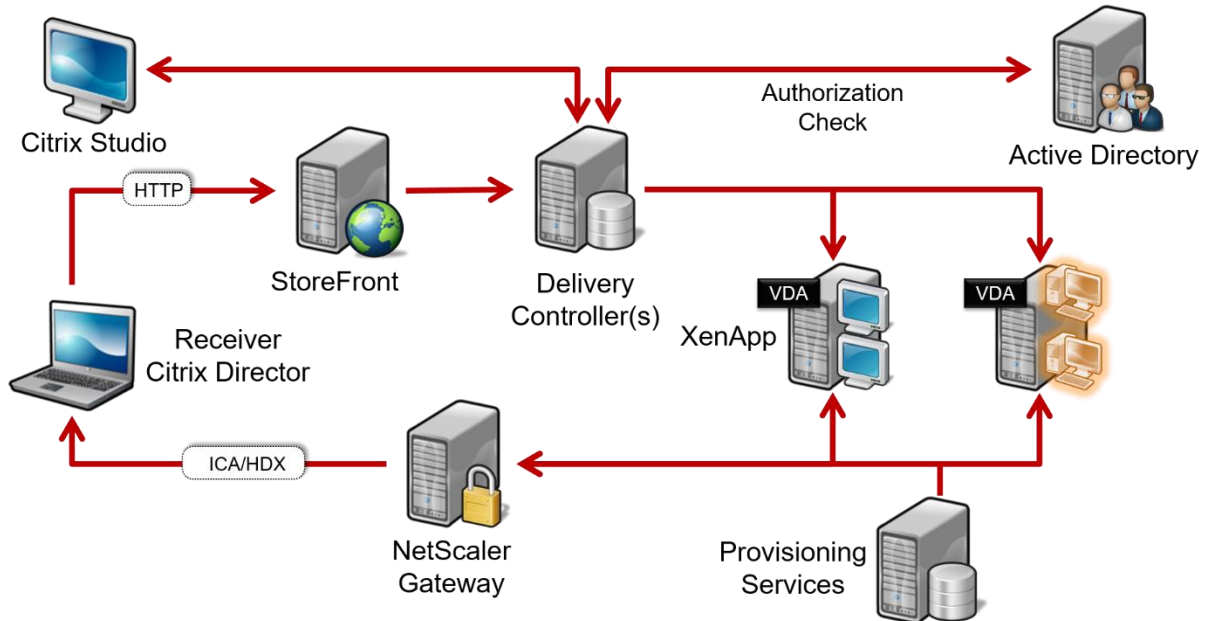 Citrix Studio
Authorization
Check
Active Directory
HTTP
StoreFront
Delivery
Controller(s)
VDA
XenApp
VDA
Receiver
Citrix Director
ICA/HDX
NetScaler
Gateway
Provisioning
Services